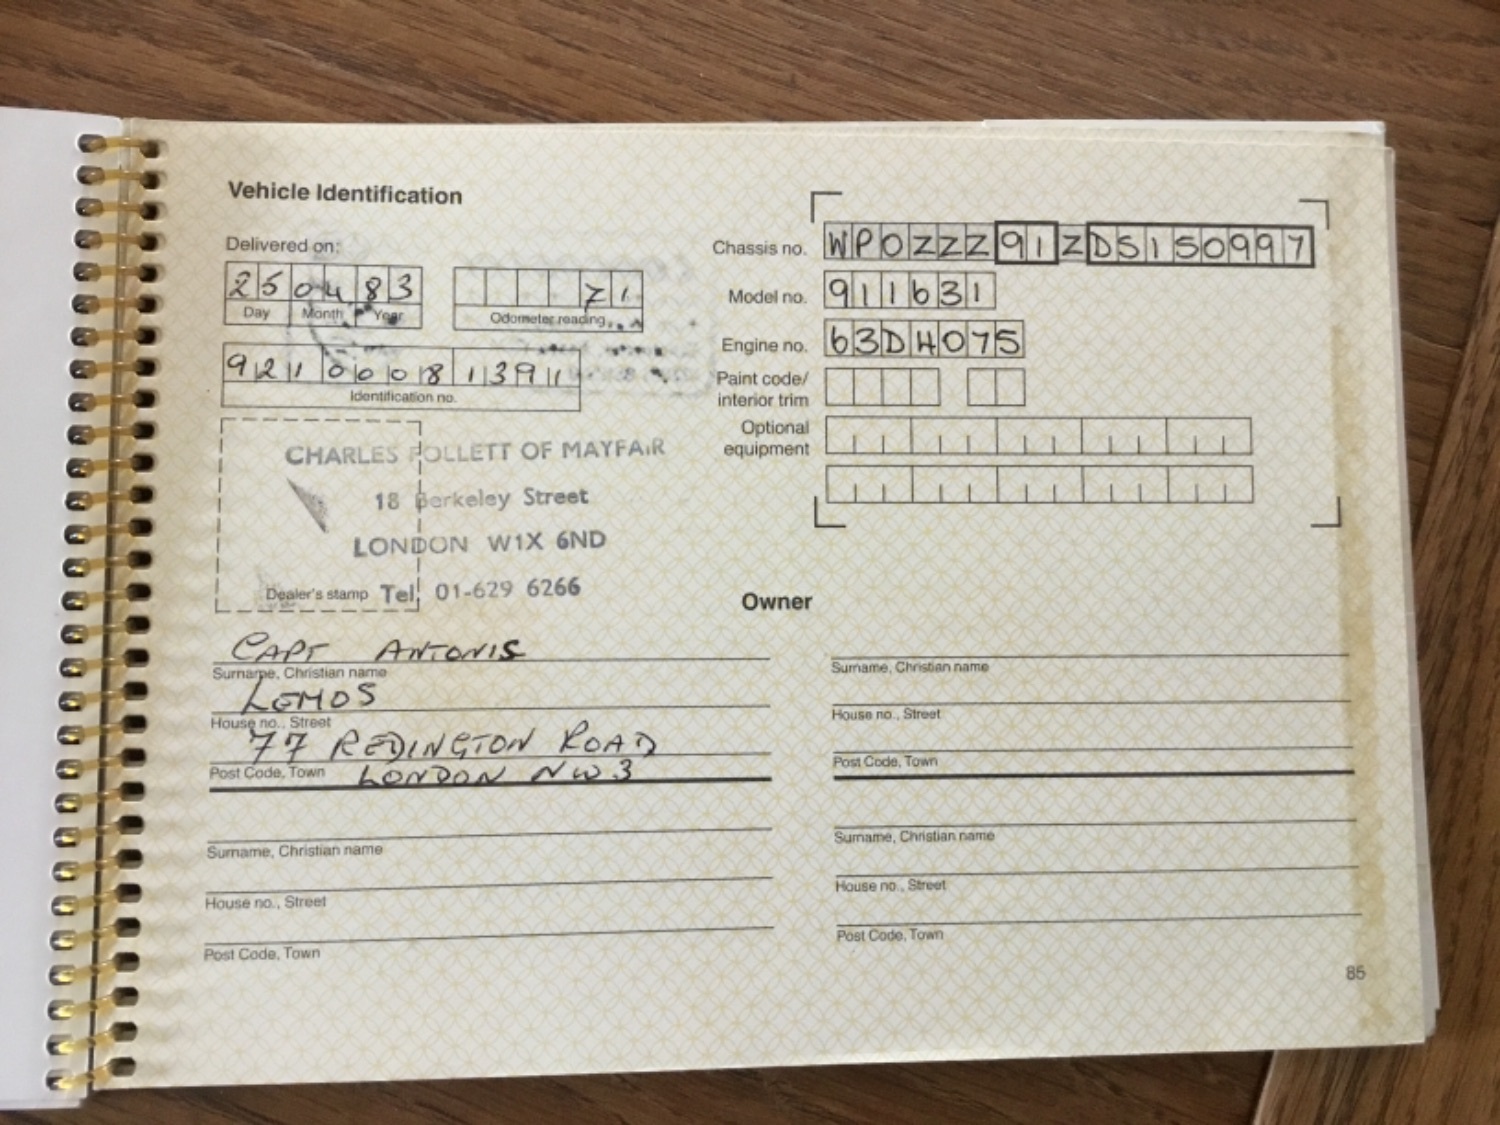 Vehicle Identification
Delivered on:
25 04 83
Day Month Year
71
Odometer reading
921 0008 1391
Identification no.
CHARLES FOLLETT OF MAYFAIR
18 Berkeley Street
LONDON W1X 6ND
Dealer's stamp Tel. 01-629 6266
Chassis no. WP0ZZZ91ZDS150997
Model no. 911631
Engine no. 63D4075
Paint code/
interior trim
Optional
equipment
Owner
CAPT ANTONIS
Surname, Christian name
LEMOS
House no., Street
77 REDINGTON ROAD
Post Code, Town LONDON NW3
Surname, Christian name
House no., Street
Post Code, Town
Surname, Christian name
House no., Street
Post Code, Town
Surname, Christian name
House no., Street
Post Code, Town
85